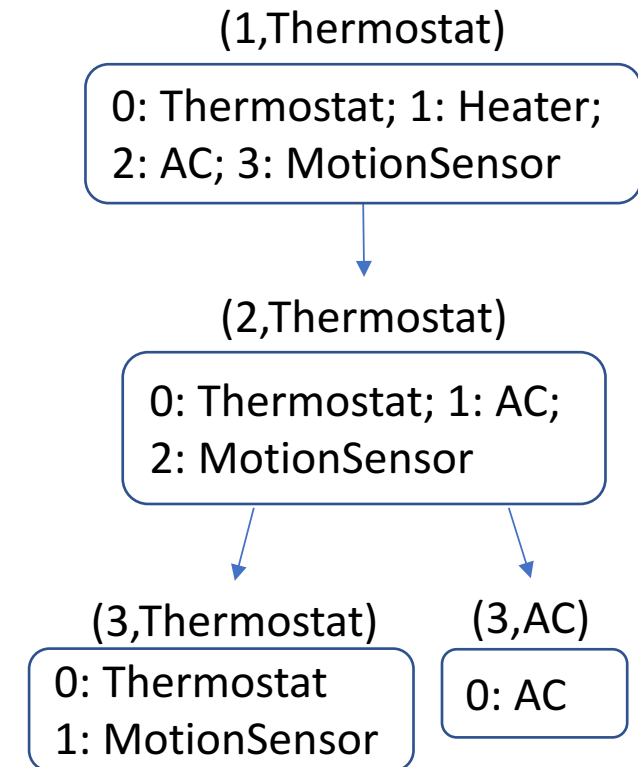 (1,Thermostat)
0: Thermostat; 1: Heater;
2: AC; 3: MotionSensor
(2,Thermostat)
0: Thermostat; 1: AC;
2: MotionSensor
(3,Thermostat)
0: Thermostat
1: MotionSensor
(3,AC)
0: AC